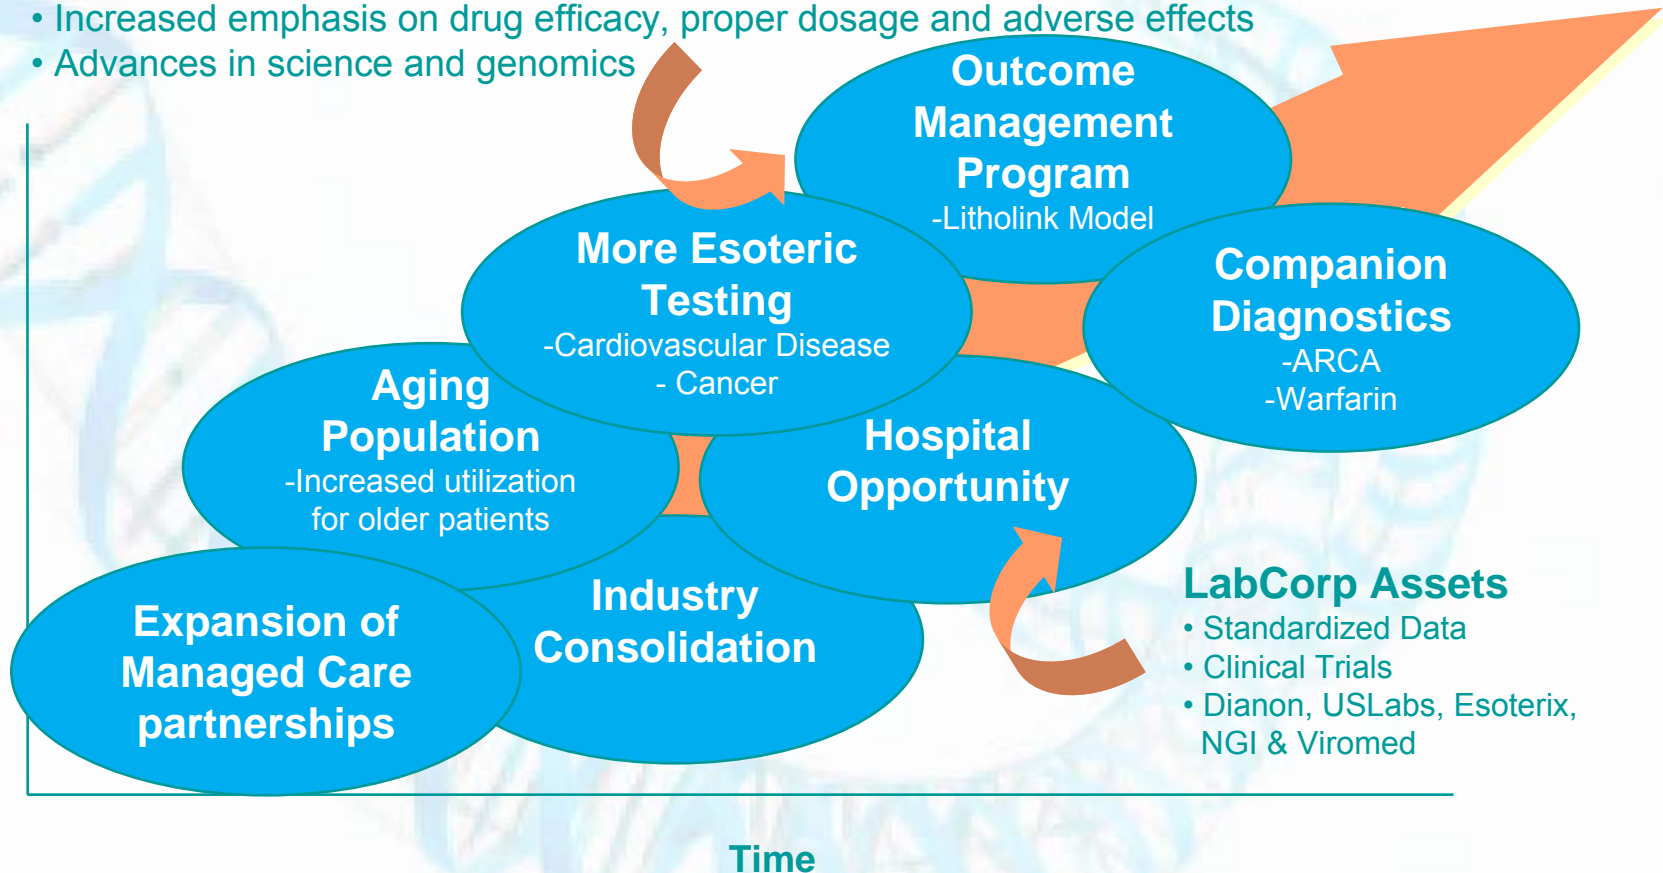 • Increased emphasis on drug efficacy, proper dosage and adverse effects
• Advances in science and genomics
Outcome
Management
Program
-Litholink Model
More Esoteric
Testing
-Cardiovascular Disease
- Cancer
Companion
Diagnostics
-ARCA
-Warfarin
Aging
Population
-Increased utilization
for older patients
Hospital
Opportunity
Industry
Consolidation
Expansion of
Managed Care
partnerships
LabCorp Assets
• Standardized Data
• Clinical Trials
• Dianon, USLabs, Esoterix,
NGI & Viromed
Time